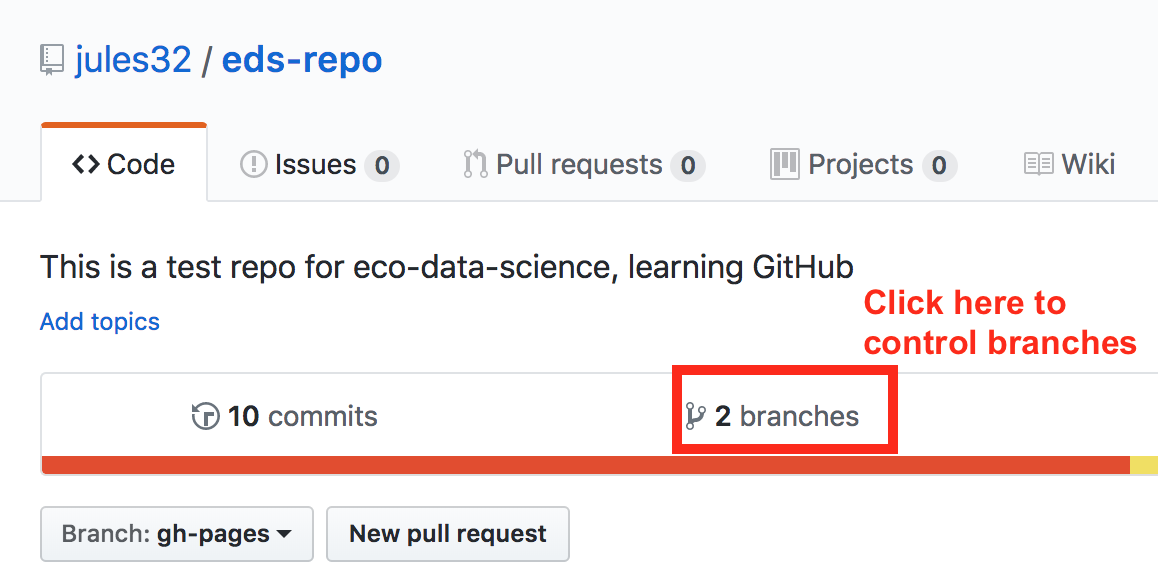 jules32 / eds-repo
Code Issues 0 Pull requests 0 Projects 0 Wiki
This is a test repo for eco-data-science, learning GitHub
Add topics
Click here to
control branches
10 commits 2 branches
Branch: gh-pages New pull request